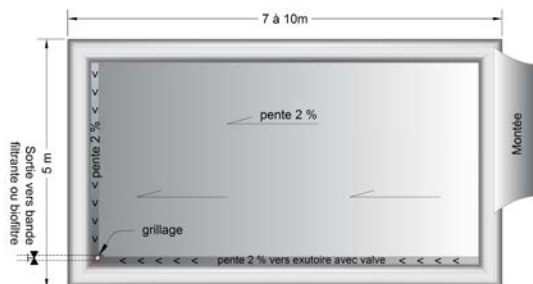 7 à 10m
pente 2 %
pente 2 %
Montée
5 m
Sortie vers bande
filtrante ou biofiltre
grillage
pente 2 % vers exutoire avec valve